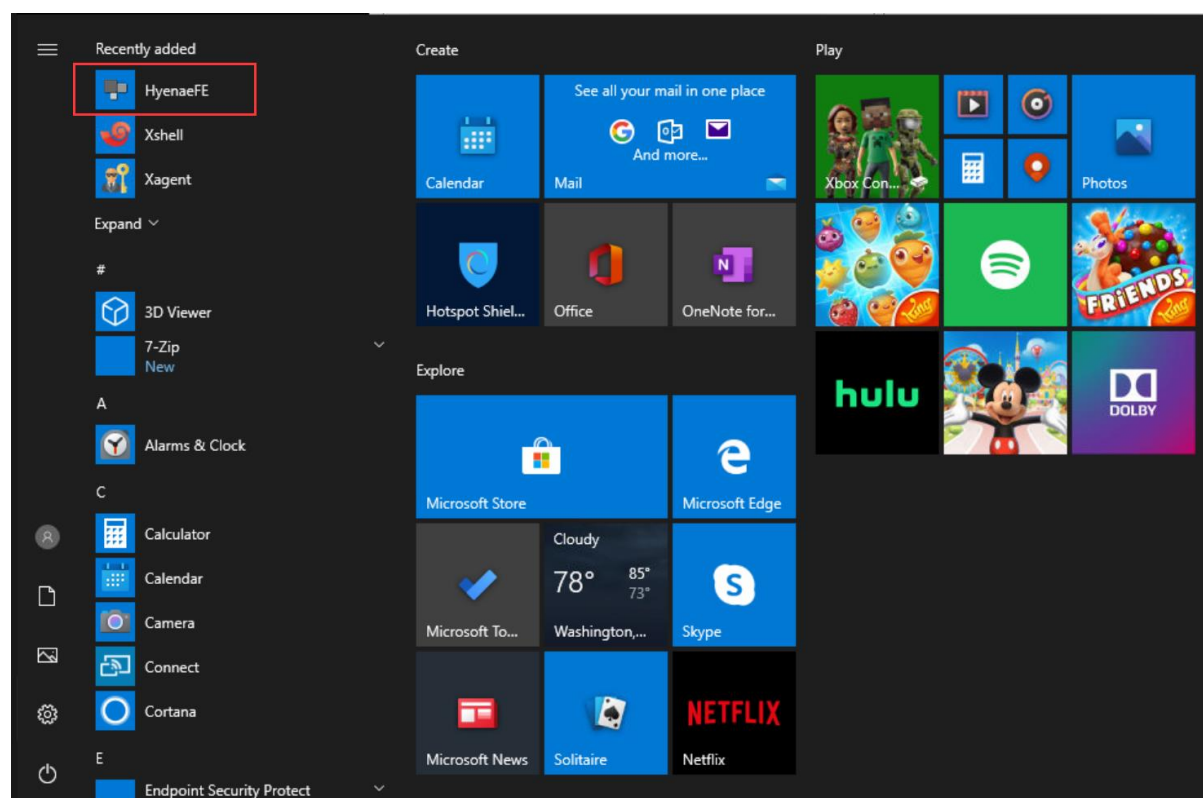 Recently added
HyenaeFE
Xshell
Xagent
Expand
#
3D Viewer
7-Zip
New
A
Alarms & Clock
C
Calculator
Calendar
Camera
Connect
Cortana
E
Endpoint Security Protect
Create
See all your mail in one place
And more...
Calendar
Mail
Hotspot Shiel...
Office
N
OneNote for...
Explore
Microsoft Store
Microsoft Edge
Microsoft To...
Cloudy
78°
85°
73°
Washington,...
S
Skype
Microsoft News
Solitaire
NETFLIX
Netflix
Play
Xbox Con...
Photos
King
FRiENDS
King
hulu
DOLBY